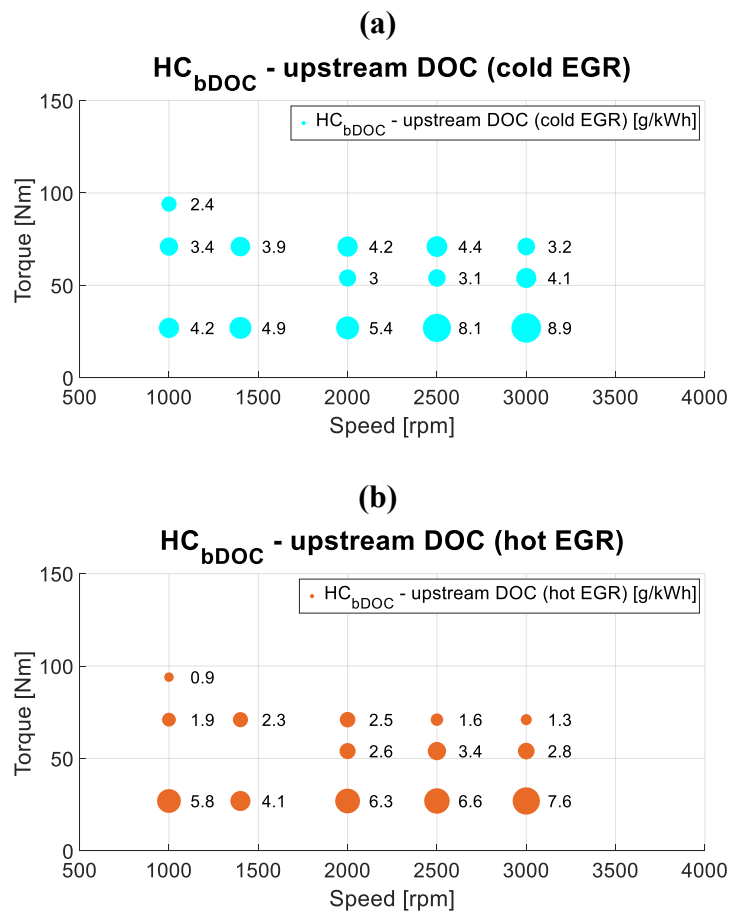 (a)
HCbDOC - upstream DOC (cold EGR)
150
HCbDOC - upstream DOC (cold EGR) [g/kWh]
100
2.4
3.4 3.9 4.2 4.4 3.2
3 3.1 4.1
50
4.2 4.9 5.4 8.1 8.9
0
Torque [Nm]
500 1000 1500 2000 2500 3000 3500 4000
Speed [rpm]
(b)
HCbDOC - upstream DOC (hot EGR)
150
HCbDOC - upstream DOC (hot EGR) [g/kWh]
100
0.9
1.9 2.3 2.5 1.6 1.3
2.6 3.4 2.8
50
5.8 4.1 6.3 6.6 7.6
0
Torque [Nm]
500 1000 1500 2000 2500 3000 3500 4000
Speed [rpm]